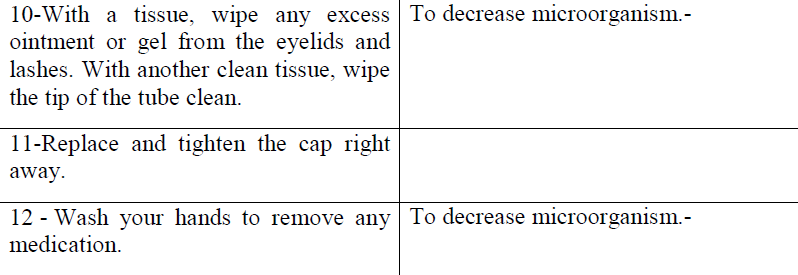 10-With a tissue, wipe any excess
ointment or gel from the eyelids and
lashes. With another clean tissue, wipe
the tip of the tube clean.
To decrease microorganism.-
11-Replace and tighten the cap right
away.
12 - Wash your hands to remove any
medication.
To decrease microorganism.-